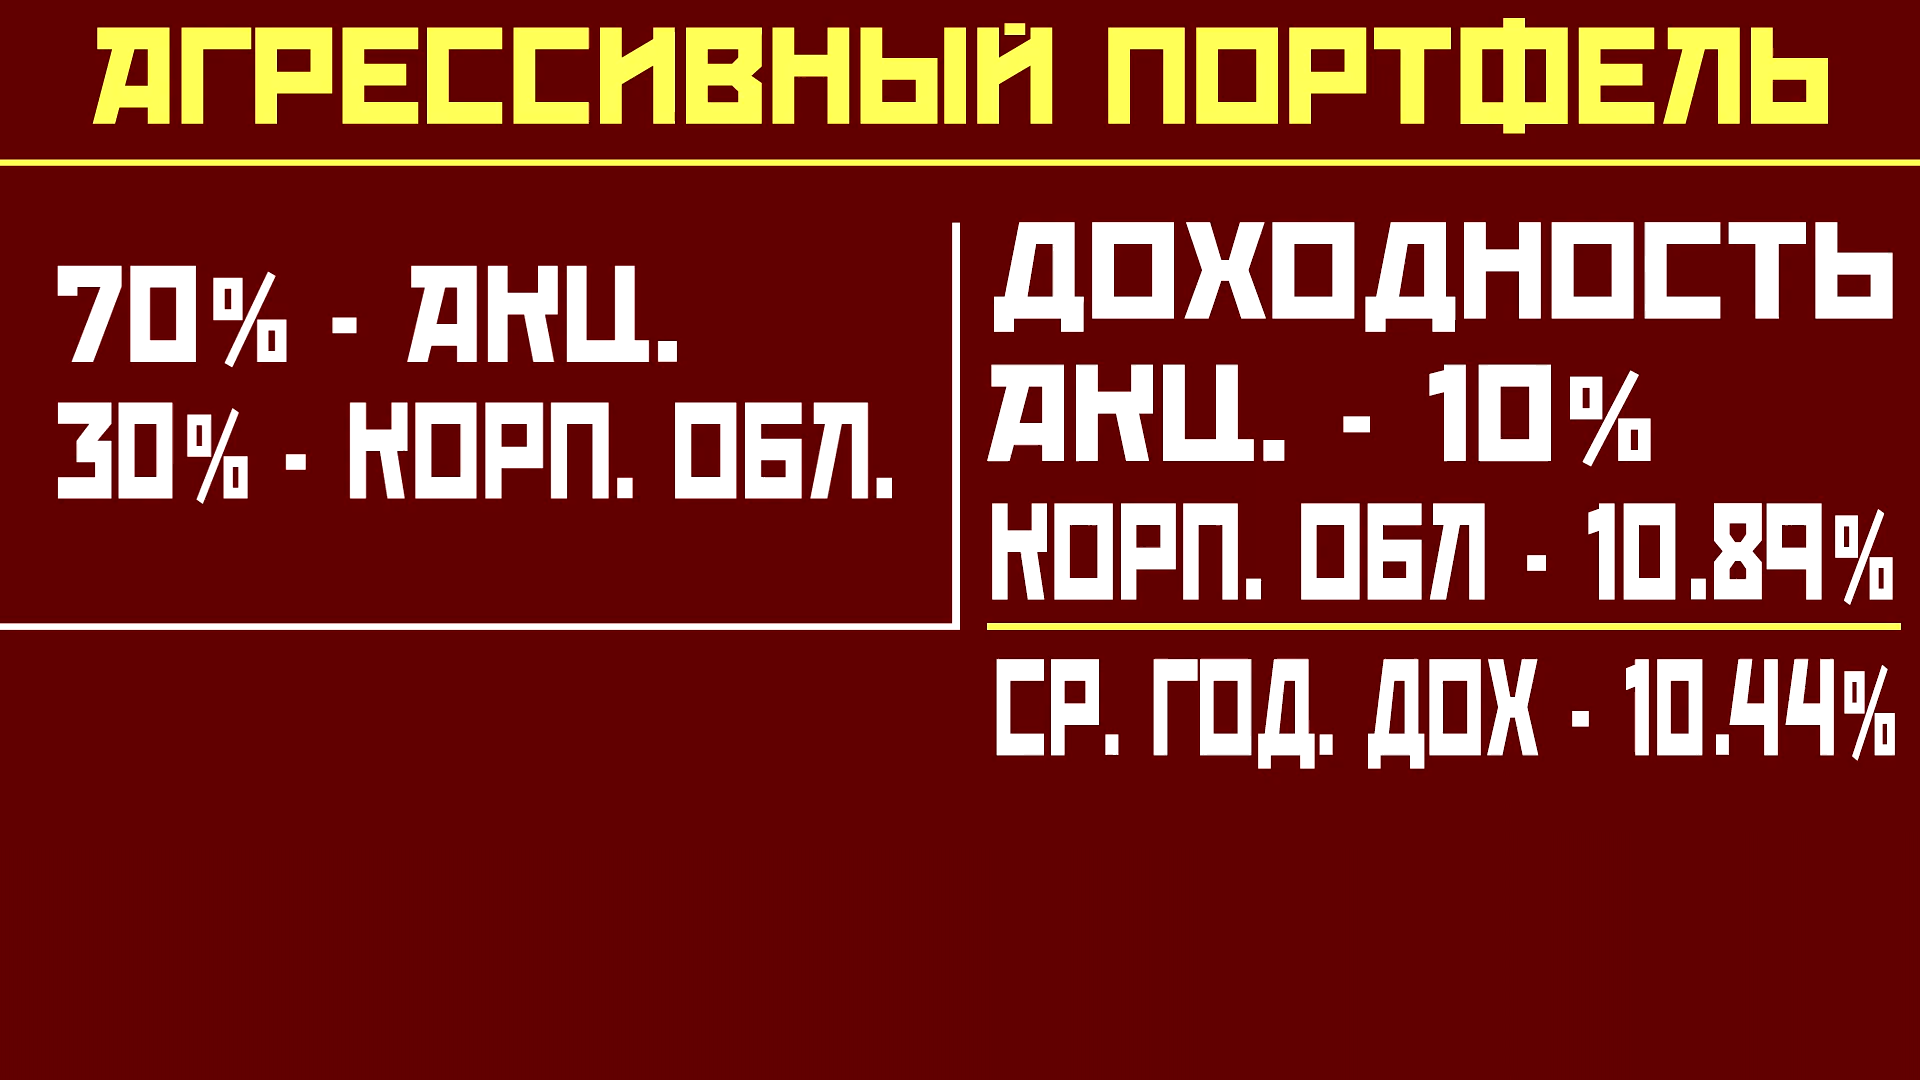 АГРЕССИВНЫЙ ПОРТФЕЛЬ
70% - АКЦ.
30% - КОРП. ОБЛ.
ДОХОДНОСТЬ
АКЦ. - 10%
КОРП. ОБЛ - 10.89%
СР. ГОД. ДОХ - 10.44%